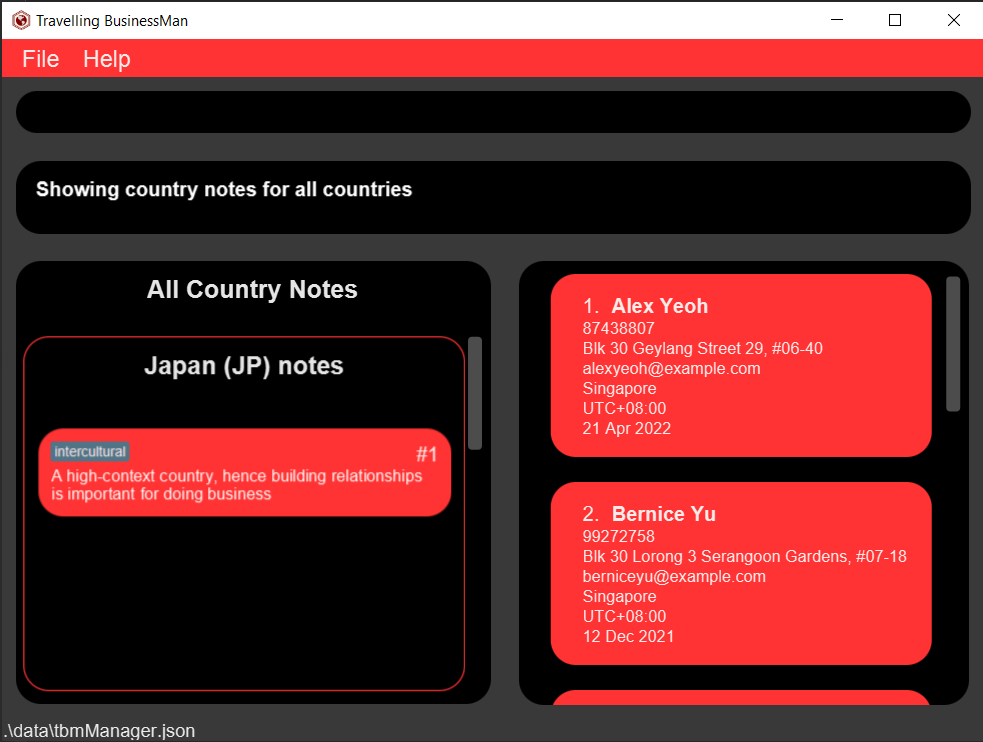 Travelling BusinessMan
File Help
Showing country notes for all countries
All Country Notes
Japan (JP) notes
intercultural
#1
A high-context country, hence building relationships
is important for doing business
1. Alex Yeoh
87438807
Blk 30 Geylang Street 29, #06-40
alexyeoh@example.com
Singapore
UTC+08:00
21 Apr 2022
2. Bernice Yu
99272758
Blk 30 Lorong 3 Serangoon Gardens, #07-18
berniceyu@example.com
Singapore
UTC+08:00
12 Dec 2021
.\data\tbmManager.json